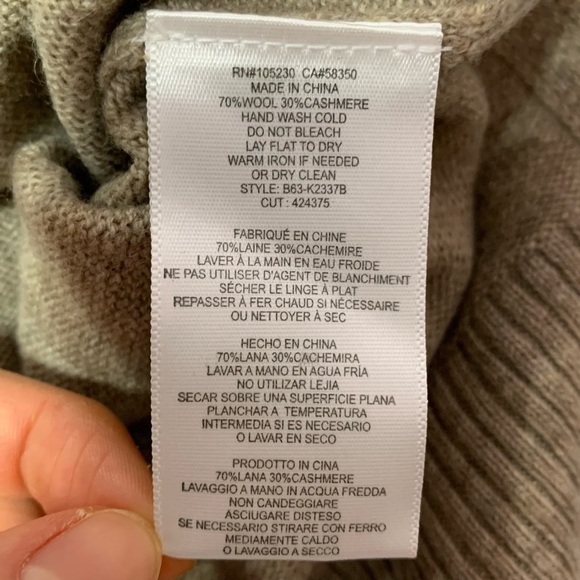 RN#105230 CA#58350
MADE IN CHINA
70%WOOL 30%CASHMERE
HAND WASH COLD
DO NOT BLEACH
LAY FLAT TO DRY
WARM IRON IF NEEDED
OR DRY CLEAN
STYLE: B63-K2337B
CUT : 424375
FABRIQUÉ EN CHINE
70%LAINE 30%CACHEMIRE
LAVER À LA MAIN EN EAU FROIDE
NE PAS UTILISER D'AGENT DE BLANCHIMENT
SÉCHER LE LINGE À PLAT
REPASSER À FER CHAUD SI NÉCESSAIRE
OU NETTOYER À SEC
HECHO EN CHINA
70%LANA 30%CACHEMIRA
LAVAR A MANO EN AGUA FRÍA
NO UTILIZAR LEJIA
SECAR SOBRE UNA SUPERFICIE PLANA
PLANCHAR A TEMPERATURA
INTERMEDIA SI ES NECESARIO
O LAVAR EN SECO
PRODOTTO IN CINA
70%LANA 30%CASHMERE
LAVAGGIO A MANO IN ACQUA FREDDA
NON CANDEGGIARE
ASCIUGARE DISTESO
SE NECESSARIO STIRARE CON FERRO
MEDIAMENTE CALDO
O LAVAGGIO A SECCO